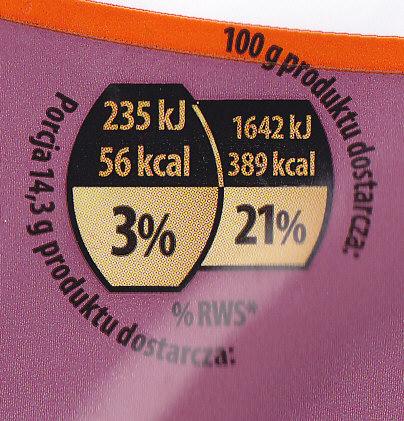 100 g produktu dostarcza:
Porcja 14,3 g produktu dostarcza:
235 kJ
56 kcal
3%
1642 kJ
389 kcal
21%
% RWS*